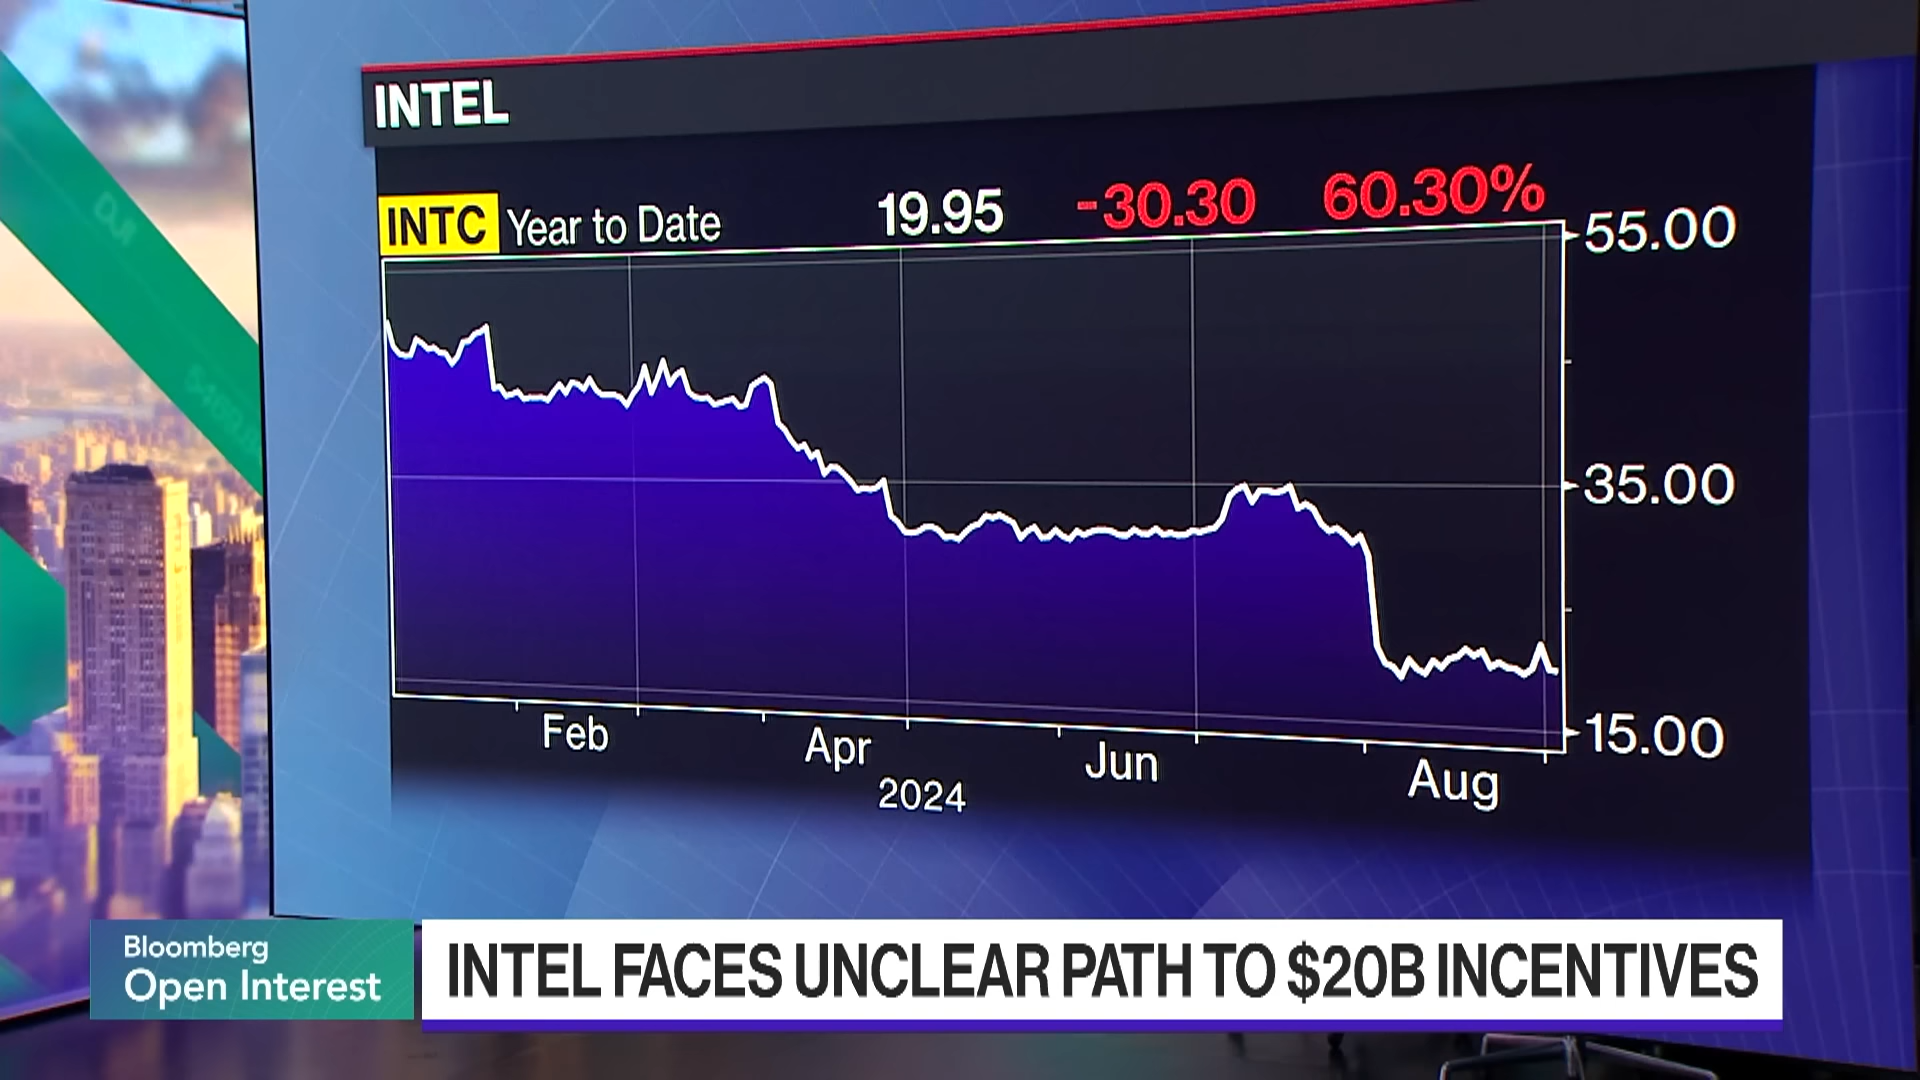 INTEL
INTC Year to Date 19.95 -30.30 60.30%
55.00
35.00
15.00
Feb Apr Jun Aug
2024
Bloomberg
Open Interest
INTEL FACES UNCLEAR PATH TO $20B INCENTIVES